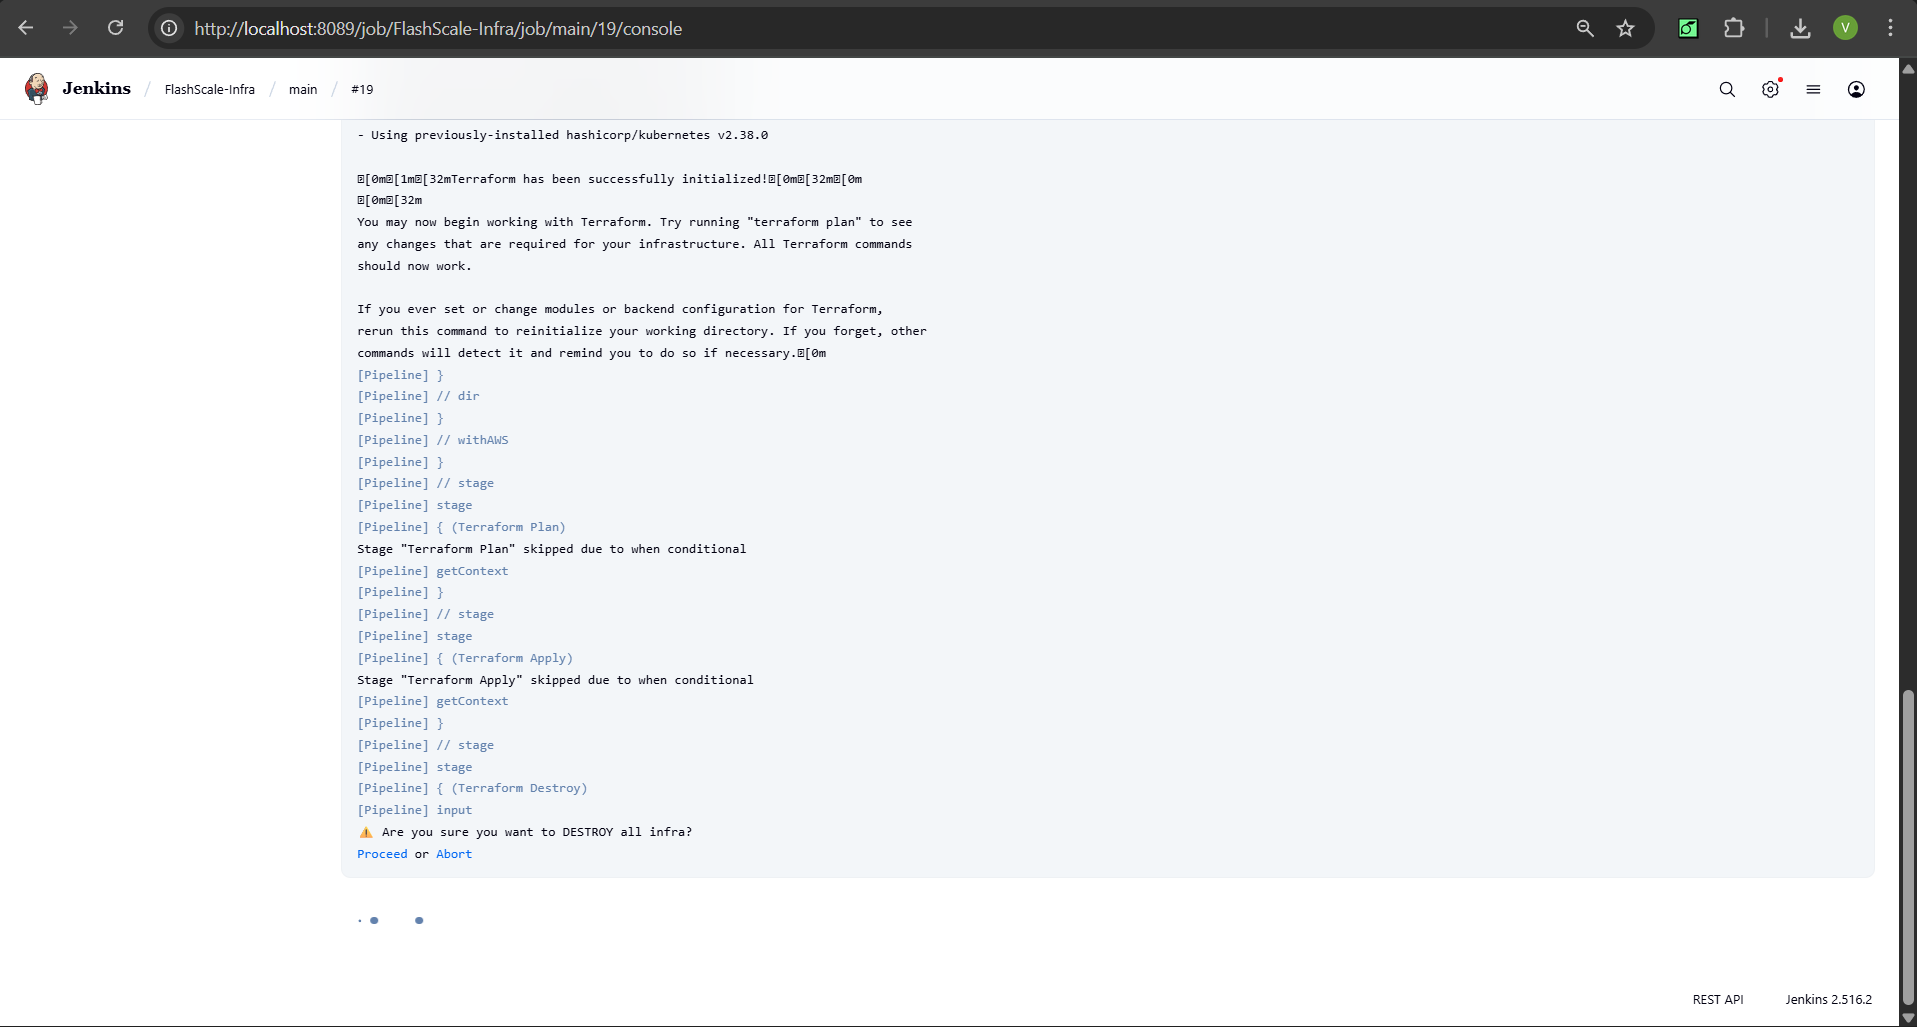 http://localhost:8089/job/FlashScale-Infra/job/main/19/console
V
Jenkins / FlashScale-Infra / main / #19
- Using previously-installed hashicorp/kubernetes v2.38.0
[0m[1m[32mTerraform has been successfully initialized![0m[32m[0m
[0m[32m
You may now begin working with Terraform. Try running "terraform plan" to see
any changes that are required for your infrastructure. All Terraform commands
should now work.
If you ever set or change modules or backend configuration for Terraform,
rerun this command to reinitialize your working directory. If you forget, other
commands will detect it and remind you to do so if necessary.[0m
[Pipeline] }
[Pipeline] // dir
[Pipeline] }
[Pipeline] // withAWS
[Pipeline] }
[Pipeline] // stage
[Pipeline] stage
[Pipeline] { (Terraform Plan)
Stage "Terraform Plan" skipped due to when conditional
[Pipeline] getContext
[Pipeline] }
[Pipeline] // stage
[Pipeline] stage
[Pipeline] { (Terraform Apply)
Stage "Terraform Apply" skipped due to when conditional
[Pipeline] getContext
[Pipeline] }
[Pipeline] // stage
[Pipeline] stage
[Pipeline] { (Terraform Destroy)
[Pipeline] input
⚠️ Are you sure you want to DESTROY all infra?
Proceed or Abort
REST API Jenkins 2.516.2